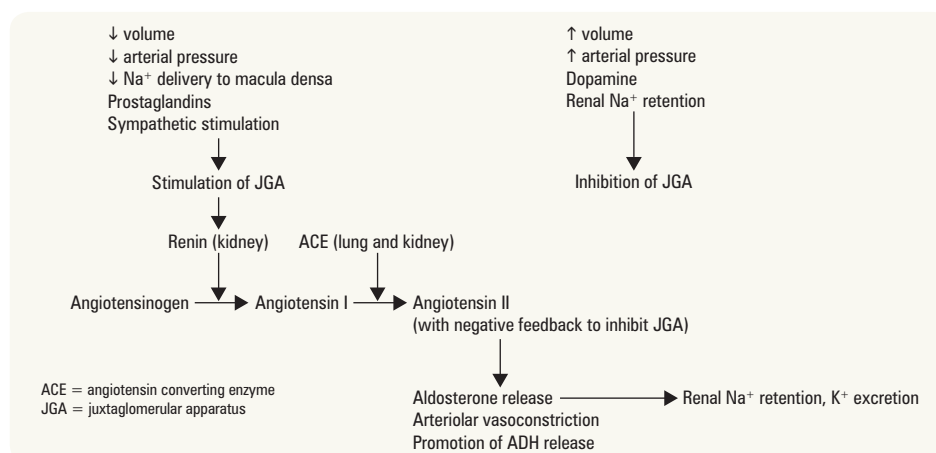 ↓ volume
↓ arterial pressure
↓ Na⁺ delivery to macula densa
Prostaglandins
Sympathetic stimulation
↑ volume
↑ arterial pressure
Dopamine
Renal Na⁺ retention
Stimulation of JGA
Inhibition of JGA
Renin (kidney)
ACE (lung and kidney)
Angiotensinogen
Angiotensin I
Angiotensin II
(with negative feedback to inhibit JGA)
ACE = angiotensin converting enzyme
JGA = juxtaglomerular apparatus
Aldosterone release
Arteriolar vasoconstriction
Promotion of ADH release
Renal Na⁺ retention, K⁺ excretion